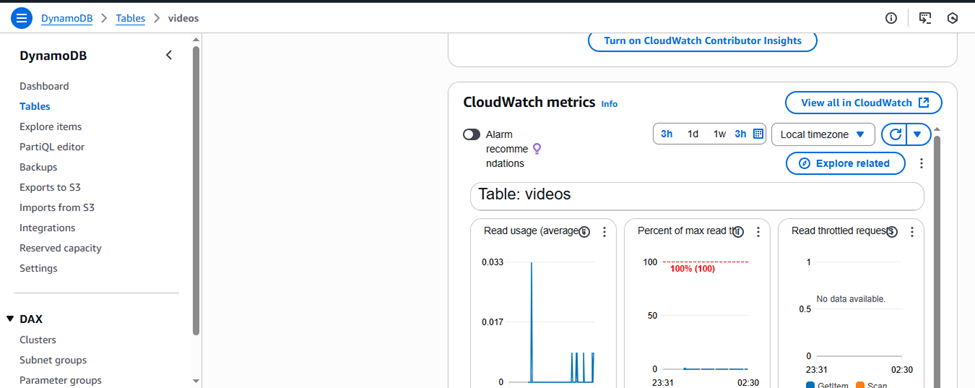 DynamoDB > Tables > videos
DynamoDB
Dashboard
Tables
Explore items
PartiQL editor
Backups
Exports to S3
Imports from S3
Integrations
Reserved capacity
Settings
DAX
Clusters
Subnet groups
Parameter groups
Turn on CloudWatch Contributor Insights
CloudWatch metrics Info
View all in CloudWatch
Alarm
recomme
ndations
3h 1d 1w 3h
Local timezone
Explore related
Table: videos
Read usage (average
0.033
0.017
0
Percent of max read
100
100% (100)
50
0
23:31 02:30
Read throttled requests
1
No data available.
0.5
0
23:31 02:30
GetItem Scan